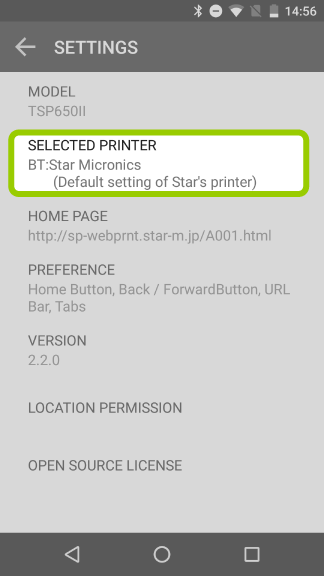 14:56
SETTINGS
MODEL
TSP650II
SELECTED PRINTER
BT:Star Micronics
(Default setting of Star's printer)
HOME PAGE
http://sp-webprnt.star-m.jp/A001.html
PREFERENCE
Home Button, Back / ForwardButton, URL
Bar, Tabs
VERSION
2.2.0
LOCATION PERMISSION
OPEN SOURCE LICENSE